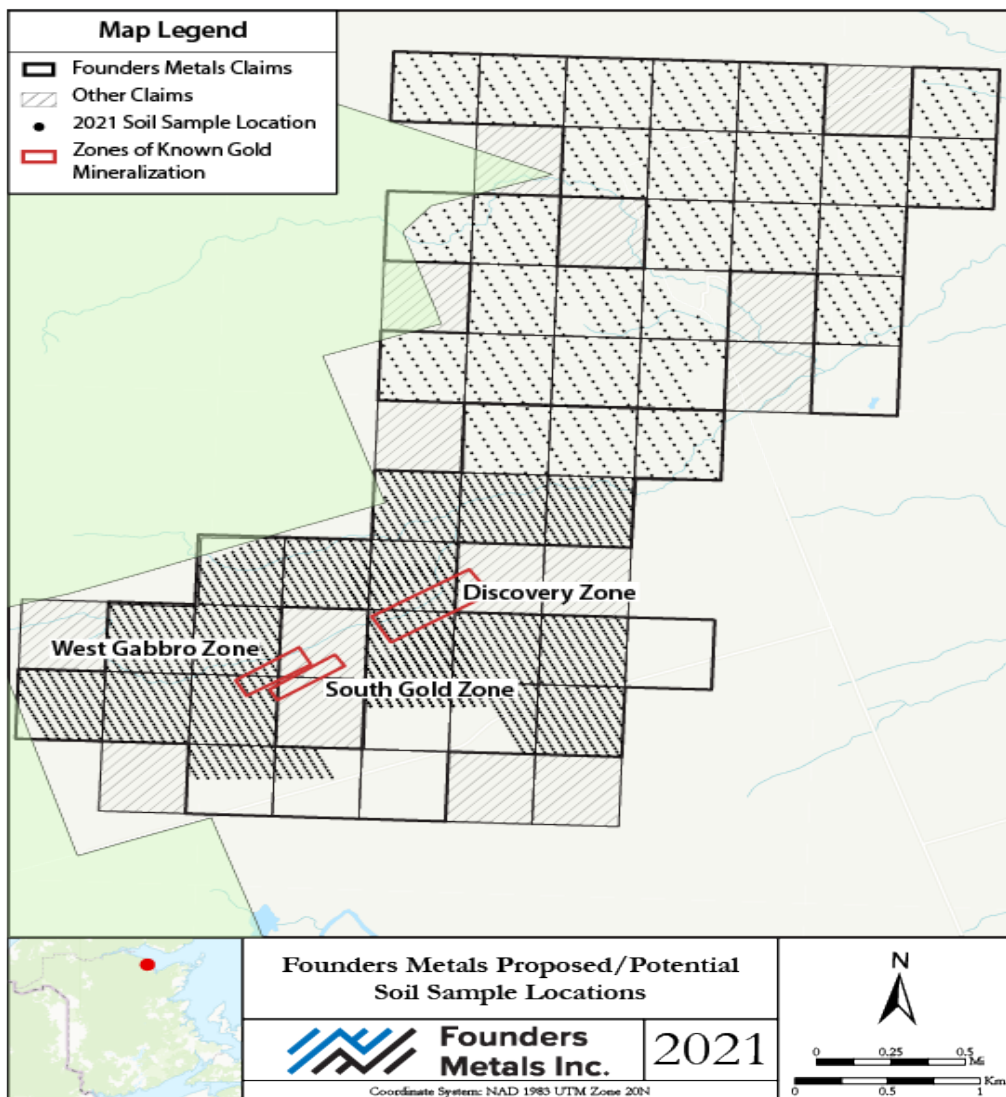 Map Legend
Founders Metals Claims
Other Claims
2021 Soil Sample Location
Zones of Known Gold
Mineralization
Discovery Zone
West Gabbro Zone
South Gold Zone
Founders Metals Proposed/Potential
Soil Sample Locations
Founders
Metals Inc.
2021
Coordinate System: NAD 1983 UTM Zone 20N
N
0 0.25 0.5
Mi
Km
0 0.5 1